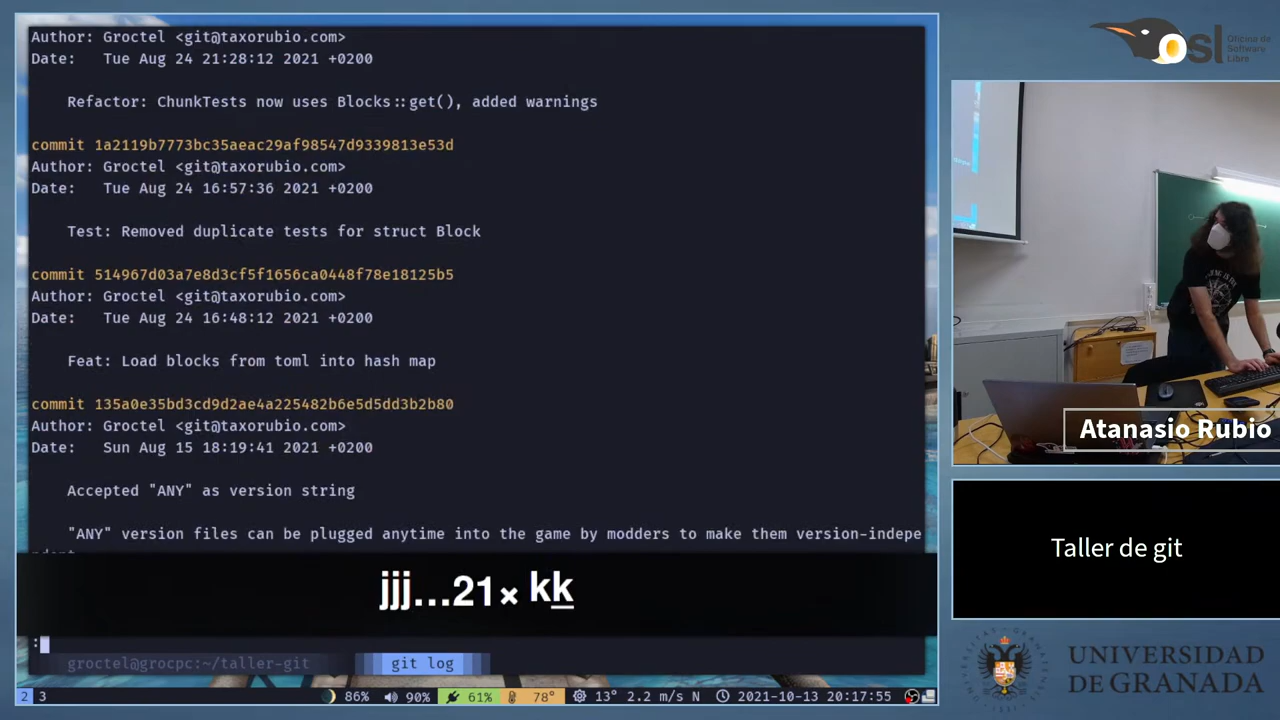 Author: Groctel <git@taxorubio.com>
Date:   Tue Aug 24 21:28:12 2021 +0200
Refactor: ChunkTests now uses Blocks::get(), added warnings
commit 1a2119b7773bc35aeac29af98547d9339813e53d
Author: Groctel <git@taxorubio.com>
Date:   Tue Aug 24 16:57:36 2021 +0200
Test: Removed duplicate tests for struct Block
commit 514967d03a7e8d3cf5f1656ca0448f78e18125b5
Author: Groctel <git@taxorubio.com>
Date:   Tue Aug 24 16:48:12 2021 +0200
Feat: Load blocks from toml into hash map
commit 135a0e35bd3cd9d2ae4a225482b6e5d5dd3b2b80
Author: Groctel <git@taxorubio.com>
Date:   Sun Aug 15 18:19:41 2021 +0200
Accepted "ANY" as version string
"ANY" version files can be plugged anytime into the game by modders to make them version-indepe
jjj...21× kk
:
groctel@grocpc:~/taller-git git log
2 3 86% 90% 61% 78° 13° 2.2 m/s N 2021-10-13 20:17:55
osl Oficina de
Software
Libre
Atanasio Rubio
Taller de git
UNIVERSIDAD
DE GRANADA